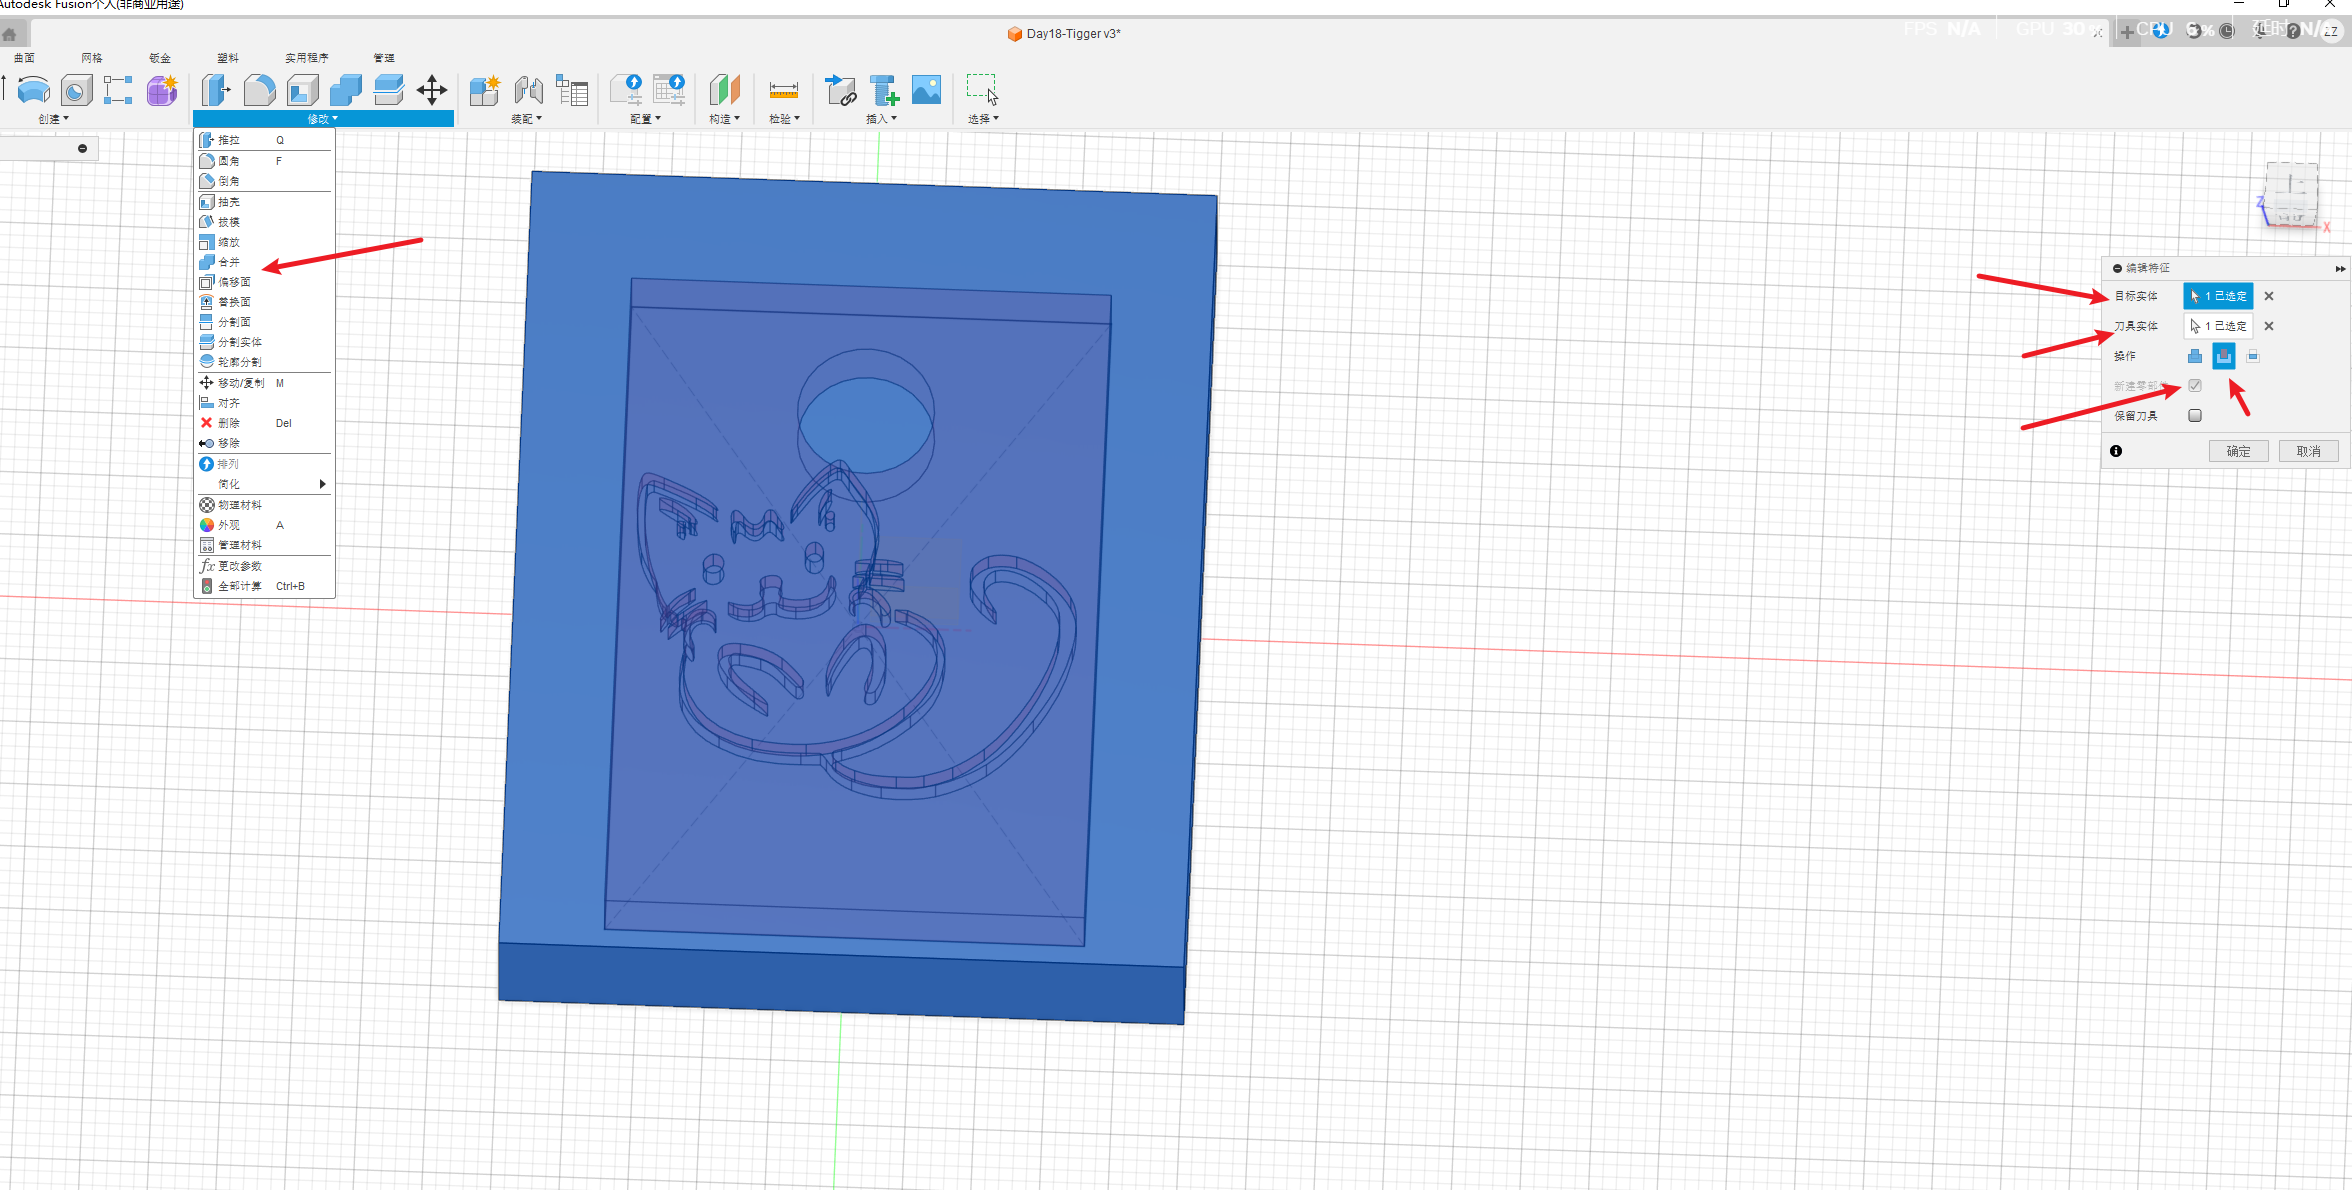 Autodesk Fusion个人(非商业用途)
Day18-Tigger v3*
FPS N/A GPU 30 % CPU 6 % 延时 N/
曲面 网格 钣金 塑料 实用程序 管理
创建 修改 装配 配置 构造 检验 插入 选择
推拉 Q
圆角 F
倒角
抽壳
拔模
缩放
合并
偏移面
替换面
分割面
分割实体
轮廓分割
移动/复制 M
对齐
删除 Del
移除
排列
简化
物理材料
外观 A
管理材料
fx 更改参数
全部计算 Ctrl+B
上
Z
X
编辑特征
目标实体 1 已选定
刀具实体 1 已选定
操作
新建零部件
保留刀具
确定 取消